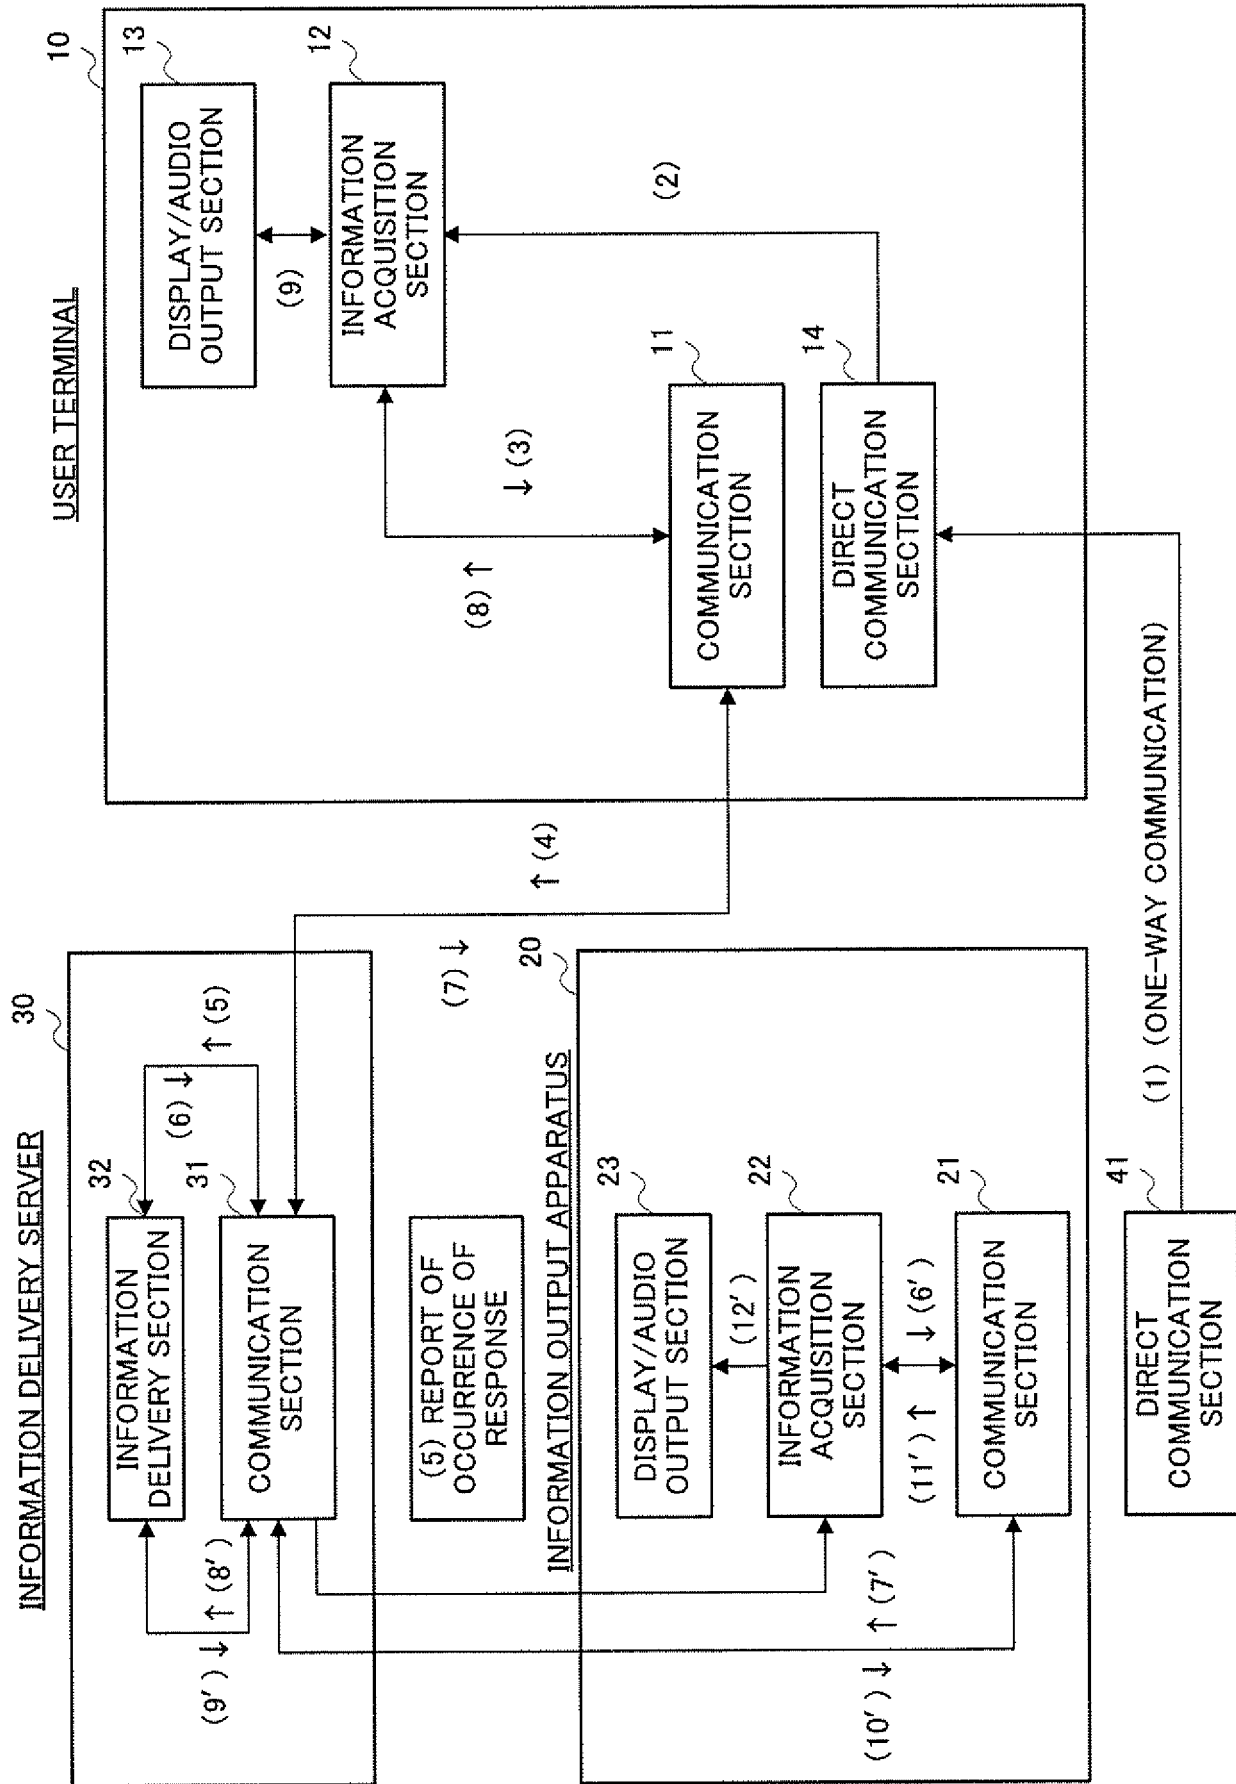 INFORMATION DELIVERY SERVER
30
INFORMATION
DELIVERY SECTION
32
COMMUNICATION
SECTION
31
(6) ↓
↑ (5)
(9') ↓
↑ (8')
(5) REPORT OF
OCCURRENCE OF
RESPONSE
(7) ↓
↑ (4)
INFORMATION OUTPUT APPARATUS
20
DISPLAY/AUDIO
OUTPUT SECTION
23
(12')
INFORMATION
ACQUISITION
SECTION
22
(11') ↑
↓ (6')
COMMUNICATION
SECTION
21
(10') ↓
↑ (7')
DIRECT
COMMUNICATION
SECTION
41
(1) (ONE-WAY COMMUNICATION)
USER TERMINAL
10
DISPLAY/AUDIO
OUTPUT SECTION
13
(9)
INFORMATION
ACQUISITION
SECTION
12
(8) ↑
↓ (3)
(2)
COMMUNICATION
SECTION
11
DIRECT
COMMUNICATION
SECTION
14